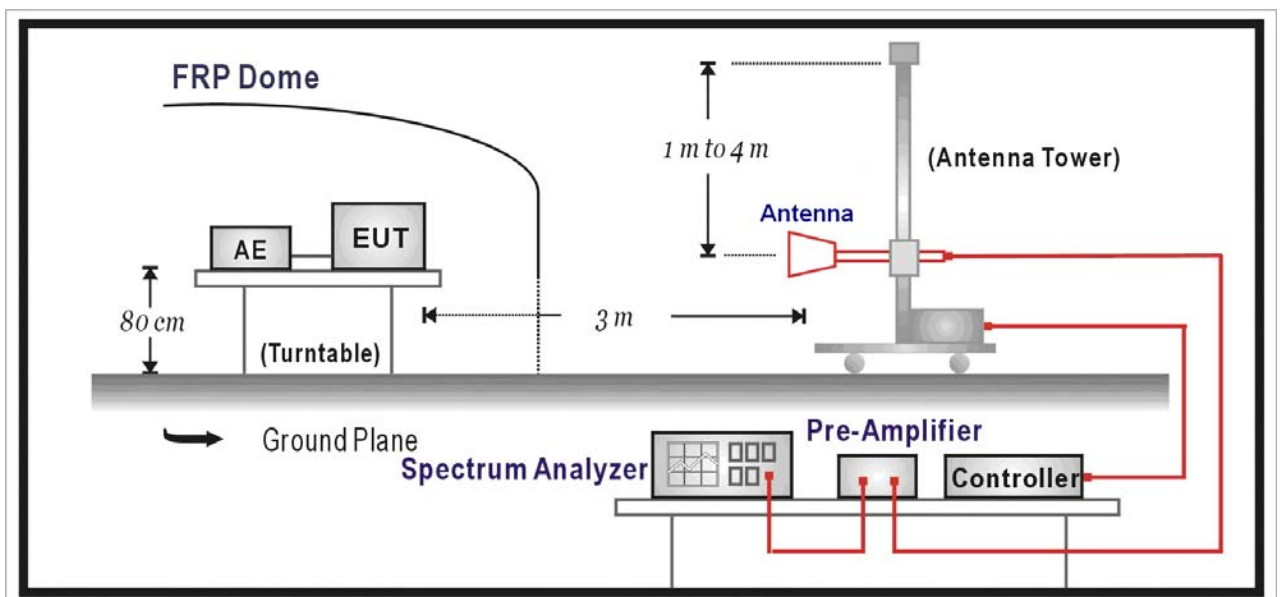 FRP Dome
1 m to 4 m
(Antenna Tower)
Antenna
AE
EUT
80 cm
3 m
(Turntable)
Ground Plane
Pre-Amplifier
Spectrum Analyzer
Controller